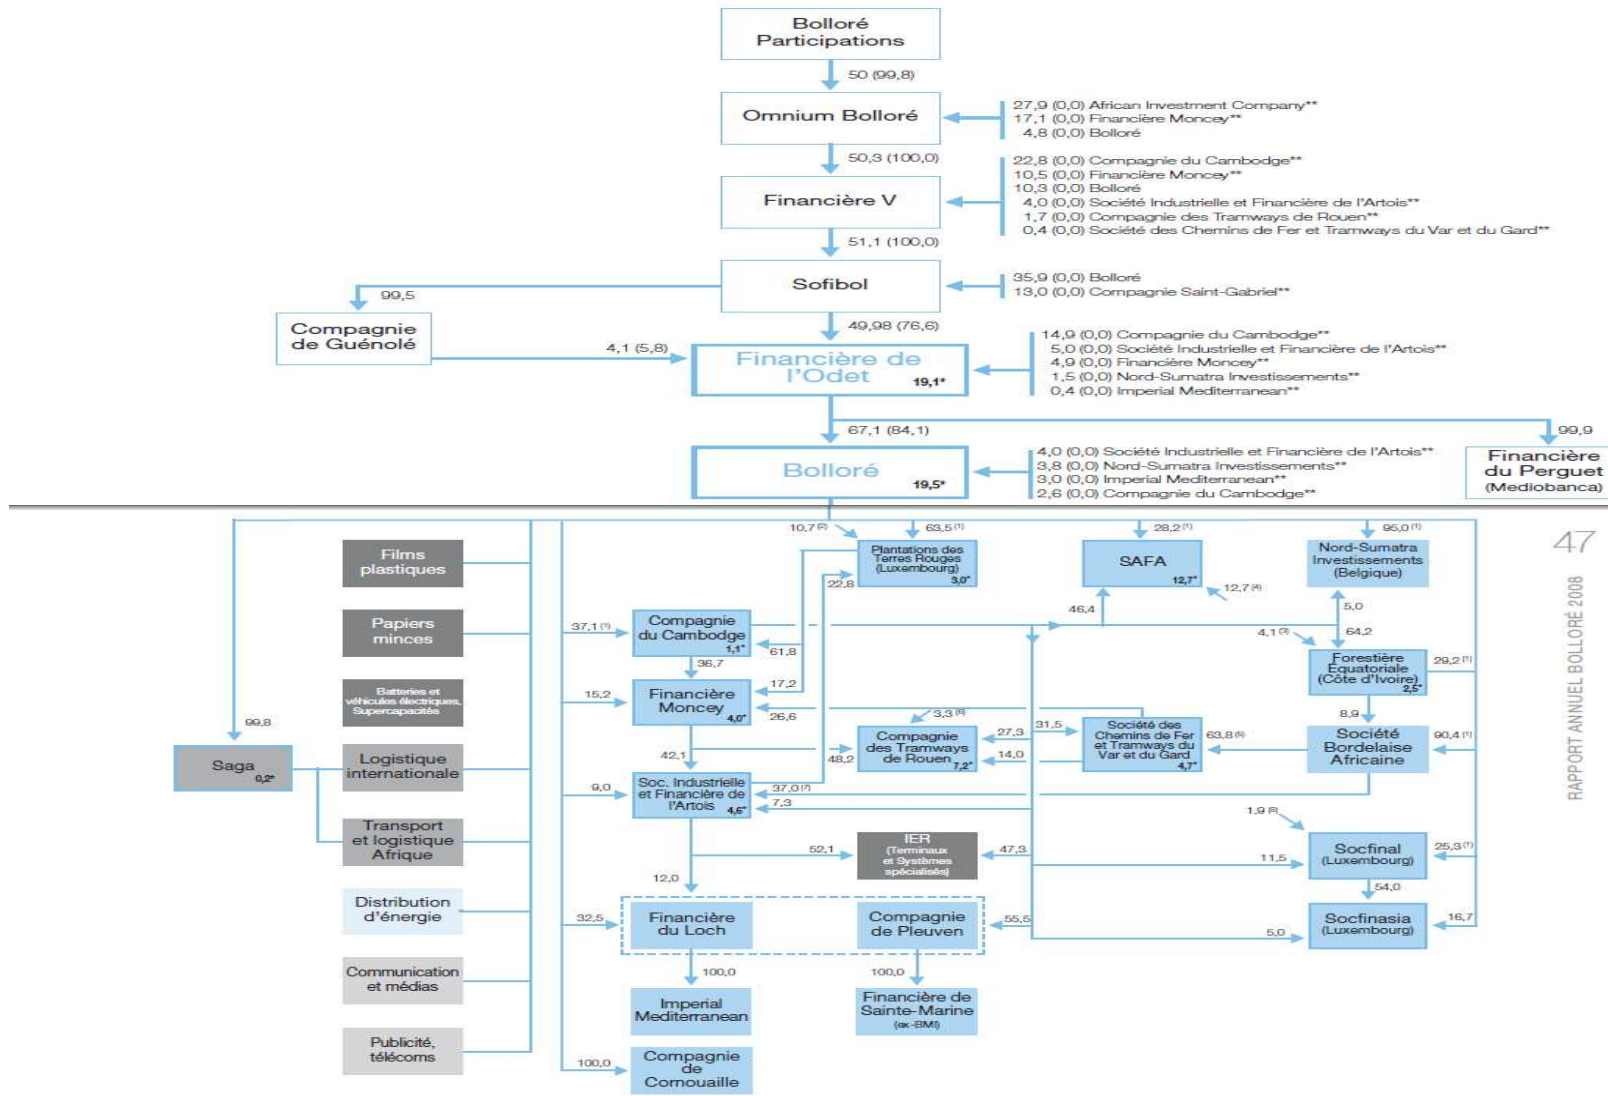 Bolloré
Participations
50 (99,8)
Omnium Bolloré
27,9 (0,0) African Investment Company**
17,1 (0,0) Financière Moncey**
4,8 (0,0) Bolloré
50,3 (100,0)
Financière V
22,8 (0,0) Compagnie du Cambodge**
10,5 (0,0) Financière Moncey**
10,3 (0,0) Bolloré
4,0 (0,0) Société Industrielle et Financière de l'Artois**
1,7 (0,0) Compagnie des Tramways de Rouen**
0,4 (0,0) Société des Chemins de Fer et Tramways du Var et du Gard**
51,1 (100,0)
Sofibol
35,9 (0,0) Bolloré
13,0 (0,0) Compagnie Saint-Gabriel**
99,5
Compagnie
de Guénolé
49,98 (76,6)
4,1 (5,8)
Financière de
l'Odet
19,1*
14,9 (0,0) Compagnie du Cambodge**
5,0 (0,0) Société Industrielle et Financière de l'Artois**
4,9 (0,0) Financière Moncey**
1,5 (0,0) Nord-Sumatra Investissements**
0,4 (0,0) Imperial Mediterranean**
67,1 (84,1)
99,9
Bolloré
19,5*
4,0 (0,0) Société Industrielle et Financière de l'Artois**
3,8 (0,0) Nord-Sumatra Investissements**
3,0 (0,0) Imperial Mediterranean**
2,6 (0,0) Compagnie du Cambodge**
Financière
du Perguet
(Mediobanca)
10,7 (2)
63,5 (1)
28,2 (1)
95,0 (1)
Films
plastiques
Plantations des
Terres Rouges
(Luxembourg)
3,0*
SAFA
12,7*
Nord-Sumatra
Investissements
(Belgique)
47
RAPPORT ANNUEL BOLLORÉ 2008
22,8
12,7 (4)
46,4
5,0
Papiers
minces
37,1 (1)
Compagnie
du Cambodge
1,1*
61,8
4,1 (3)
64,2
36,7
Forestière
Équatoriale
(Côte d'Ivoire)
2,5*
29,2 (1)
Batteries et
véhicules électriques,
Supercapacités
15,2
Financière
Moncey
4,0*
17,2
26,6
3,3 (6)
8,9
99,8
Saga
0,2*
Logistique
internationale
42,1
48,2
Compagnie
des Tramways
de Rouen
7,2*
27,3
14,0
31,5
Société des
Chemins de Fer
et Tramways du
Var et du Gard
4,7*
63,8 (5)
Société
Bordelaise
Africaine
90,4 (1)
9,0
Soc. Industrielle
et Financière de
l'Artois
4,6*
37,0 (7)
7,3
Transport
et logistique
Afrique
52,1
IER
(Terminaux
et Systèmes
spécialisés)
47,3
1,9 (8)
Socfinal
(Luxembourg)
25,3 (1)
11,5
12,0
54,0
Distribution
d'énergie
32,5
Financière
du Loch
Compagnie
de Pleuven
55,5
Socfinasia
(Luxembourg)
16,7
5,0
Communication
et médias
100,0
100,0
Imperial
Mediterranean
Financière de
Sainte-Marine
(ex-BMI)
Publicité,
télécoms
100,0
Compagnie
de
Cornouaille